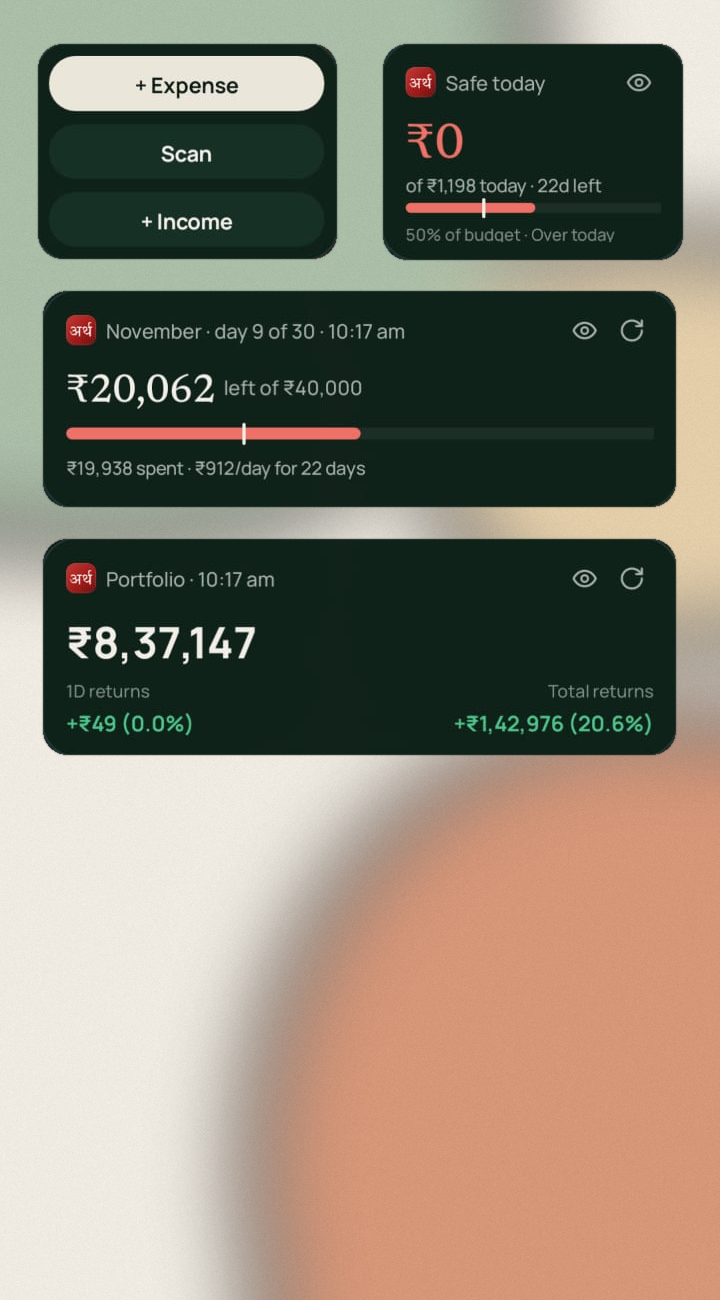 + Expense
Scan
+ Income
अर्थ Safe today
₹0
of ₹1,198 today · 22d left
50% of budget · Over today
अर्थ November · day 9 of 30 · 10:17 am
₹20,062 left of ₹40,000
₹19,938 spent · ₹912/day for 22 days
अर्थ Portfolio · 10:17 am
₹8,37,147
1D returns Total returns
+₹49 (0.0%) +₹1,42,976 (20.6%)